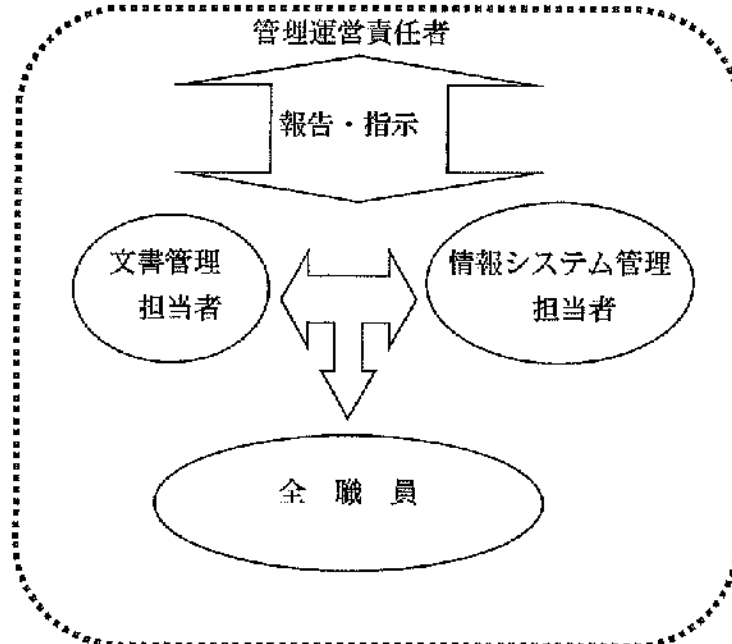 管理運営責任者
報告・指示
文書管理
担当者
情報システム管理
担当者
全 職 員